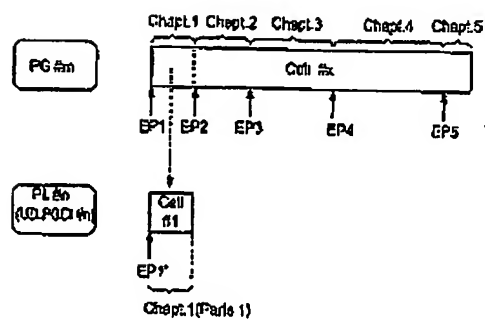 Chapt.1 Chapt.2 Chapt.3 Chapt.4 Chapt.5
PG #m
Cell #x
EP1 EP2 EP3 EP4 EP5
PL #n
Cell
#1
EP1'
Chapt.1(Paris 1)